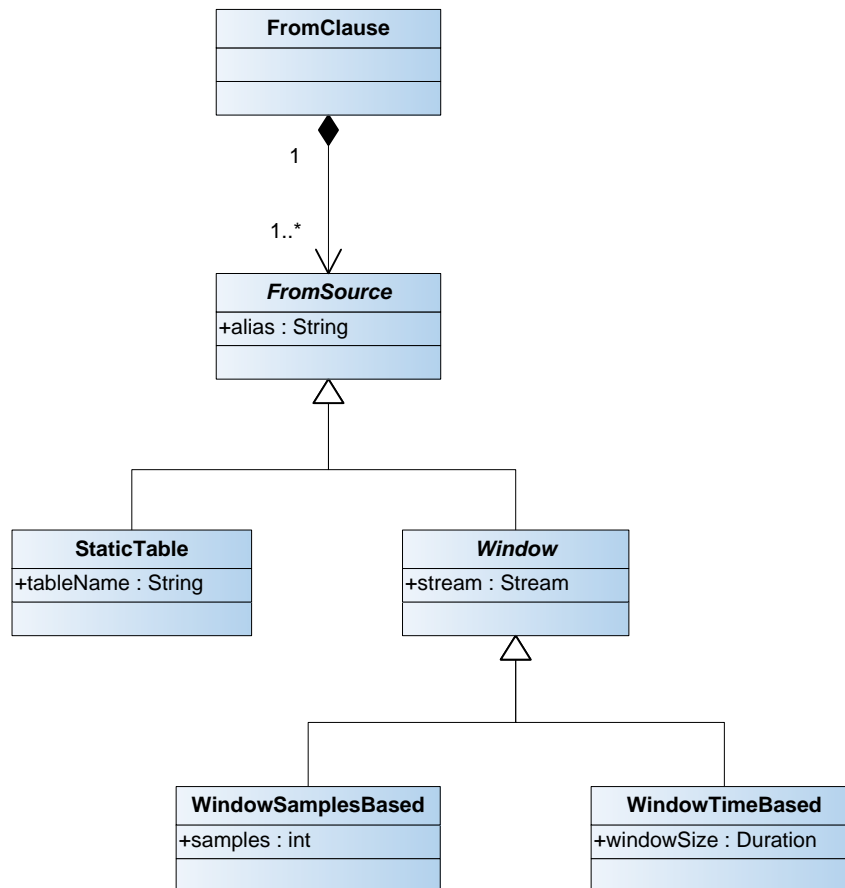 FromClause
1
1..*
FromSource
+alias : String
StaticTable
+tableName : String
Window
+stream : Stream
WindowSamplesBased
+samples : int
WindowTimeBased
+windowSize : Duration